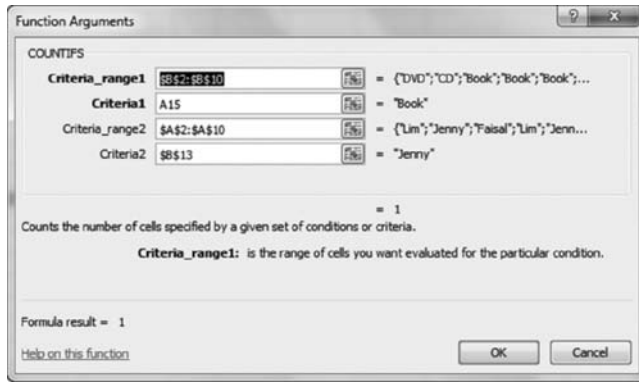 Function Arguments
COUNTIFS
Criteria_range1 $B$2:$B$10 = {"DVD";"CD";"Book";"Book";"Book";...
Criteria1 A15 = "Book"
Criteria_range2 $A$2:$A$10 = {"Lim";"Jenny";"Faisal";"Lim";"Jenn...
Criteria2 $B$13 = "Jenny"
= 1
Counts the number of cells specified by a given set of conditions or criteria.
Criteria_range1: is the range of cells you want evaluated for the particular condition.
Formula result = 1
Help on this function
OK Cancel